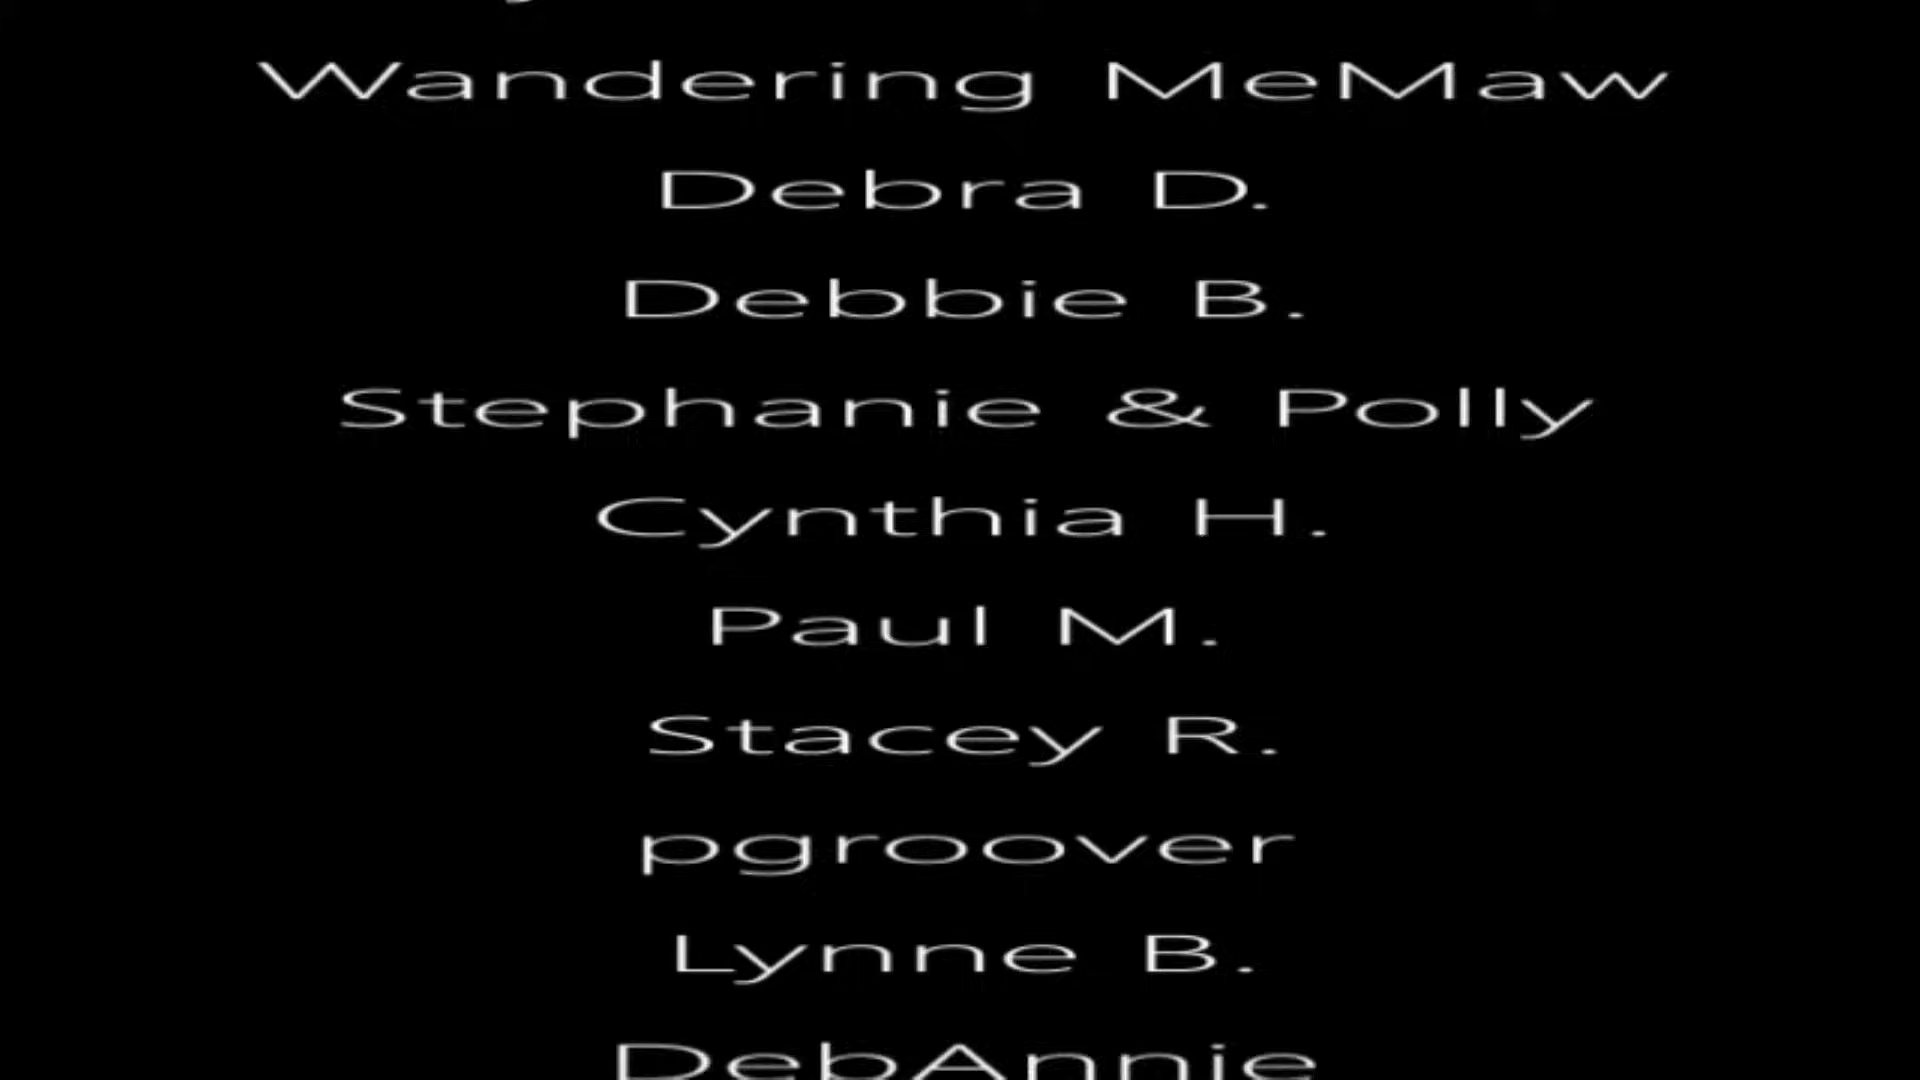 Wandering MeMaw
Debra D.
Debbie B.
Stephanie & Polly
Cynthia H.
Paul M.
Stacey R.
pgroover
Lynne B.
DebAnnie